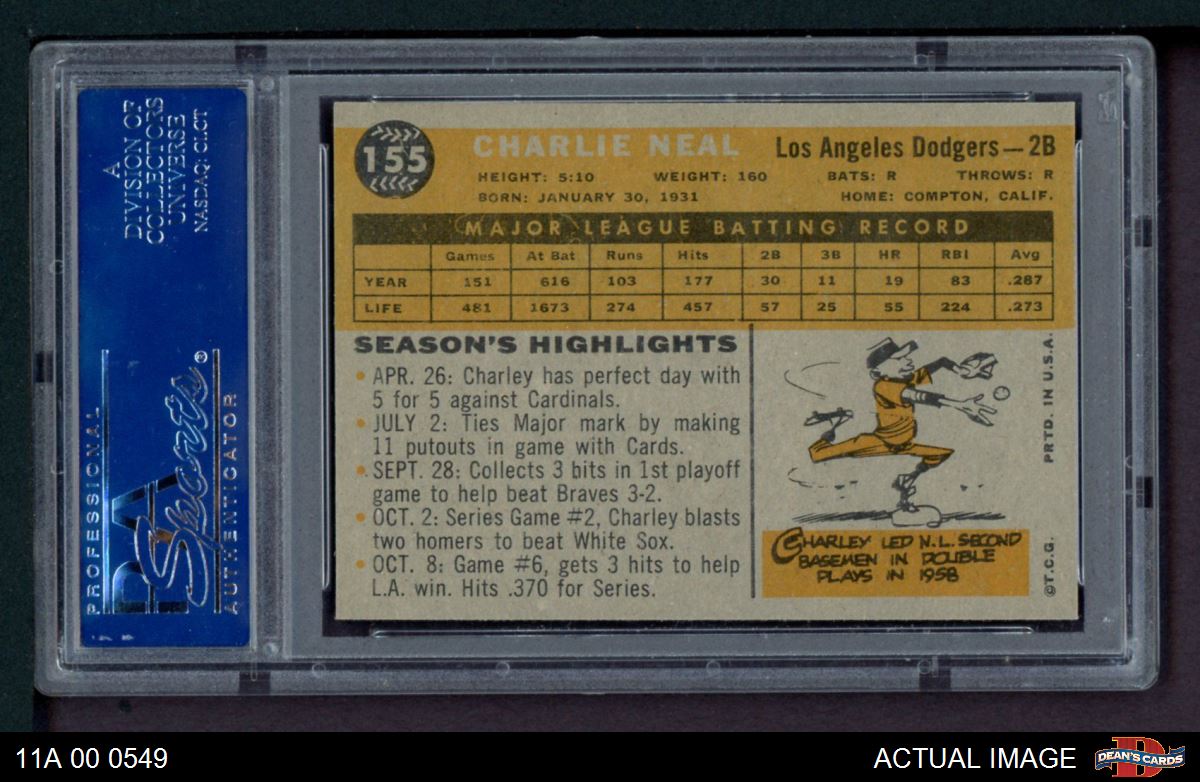 A
DIVISION OF
COLLECTORS
UNIVERSE
NASDAQ: CLCT
PROFESSIONAL
PSA
Sports®
AUTHENTICATOR
155
CHARLIE NEAL
Los Angeles Dodgers—2B
HEIGHT: 5:10 WEIGHT: 160 BATS: R THROWS: R
BORN: JANUARY 30, 1931 HOME: COMPTON, CALIF.
MAJOR LEAGUE BATTING RECORD
Games At Bat Runs Hits 2B 3B HR RBI Avg
YEAR 151 616 103 177 30 11 19 83 .287
LIFE 481 1673 274 457 57 25 55 224 .273
SEASON'S HIGHLIGHTS
• APR. 26: Charley has perfect day with
5 for 5 against Cardinals.
• JULY 2: Ties Major mark by making
11 putouts in game with Cards.
• SEPT. 28: Collects 3 hits in 1st playoff
game to help beat Braves 3-2.
• OCT. 2: Series Game #2, Charley blasts
two homers to beat White Sox.
• OCT. 8: Game #6, gets 3 hits to help
L.A. win. Hits .370 for Series.
CHARLEY LED N.L. SECOND
BASEMEN IN DOUBLE
PLAYS IN 1958
©T.C.G. PRTD. IN U.S.A.
11A 00 0549
ACTUAL IMAGE
DEAN'S CARDS